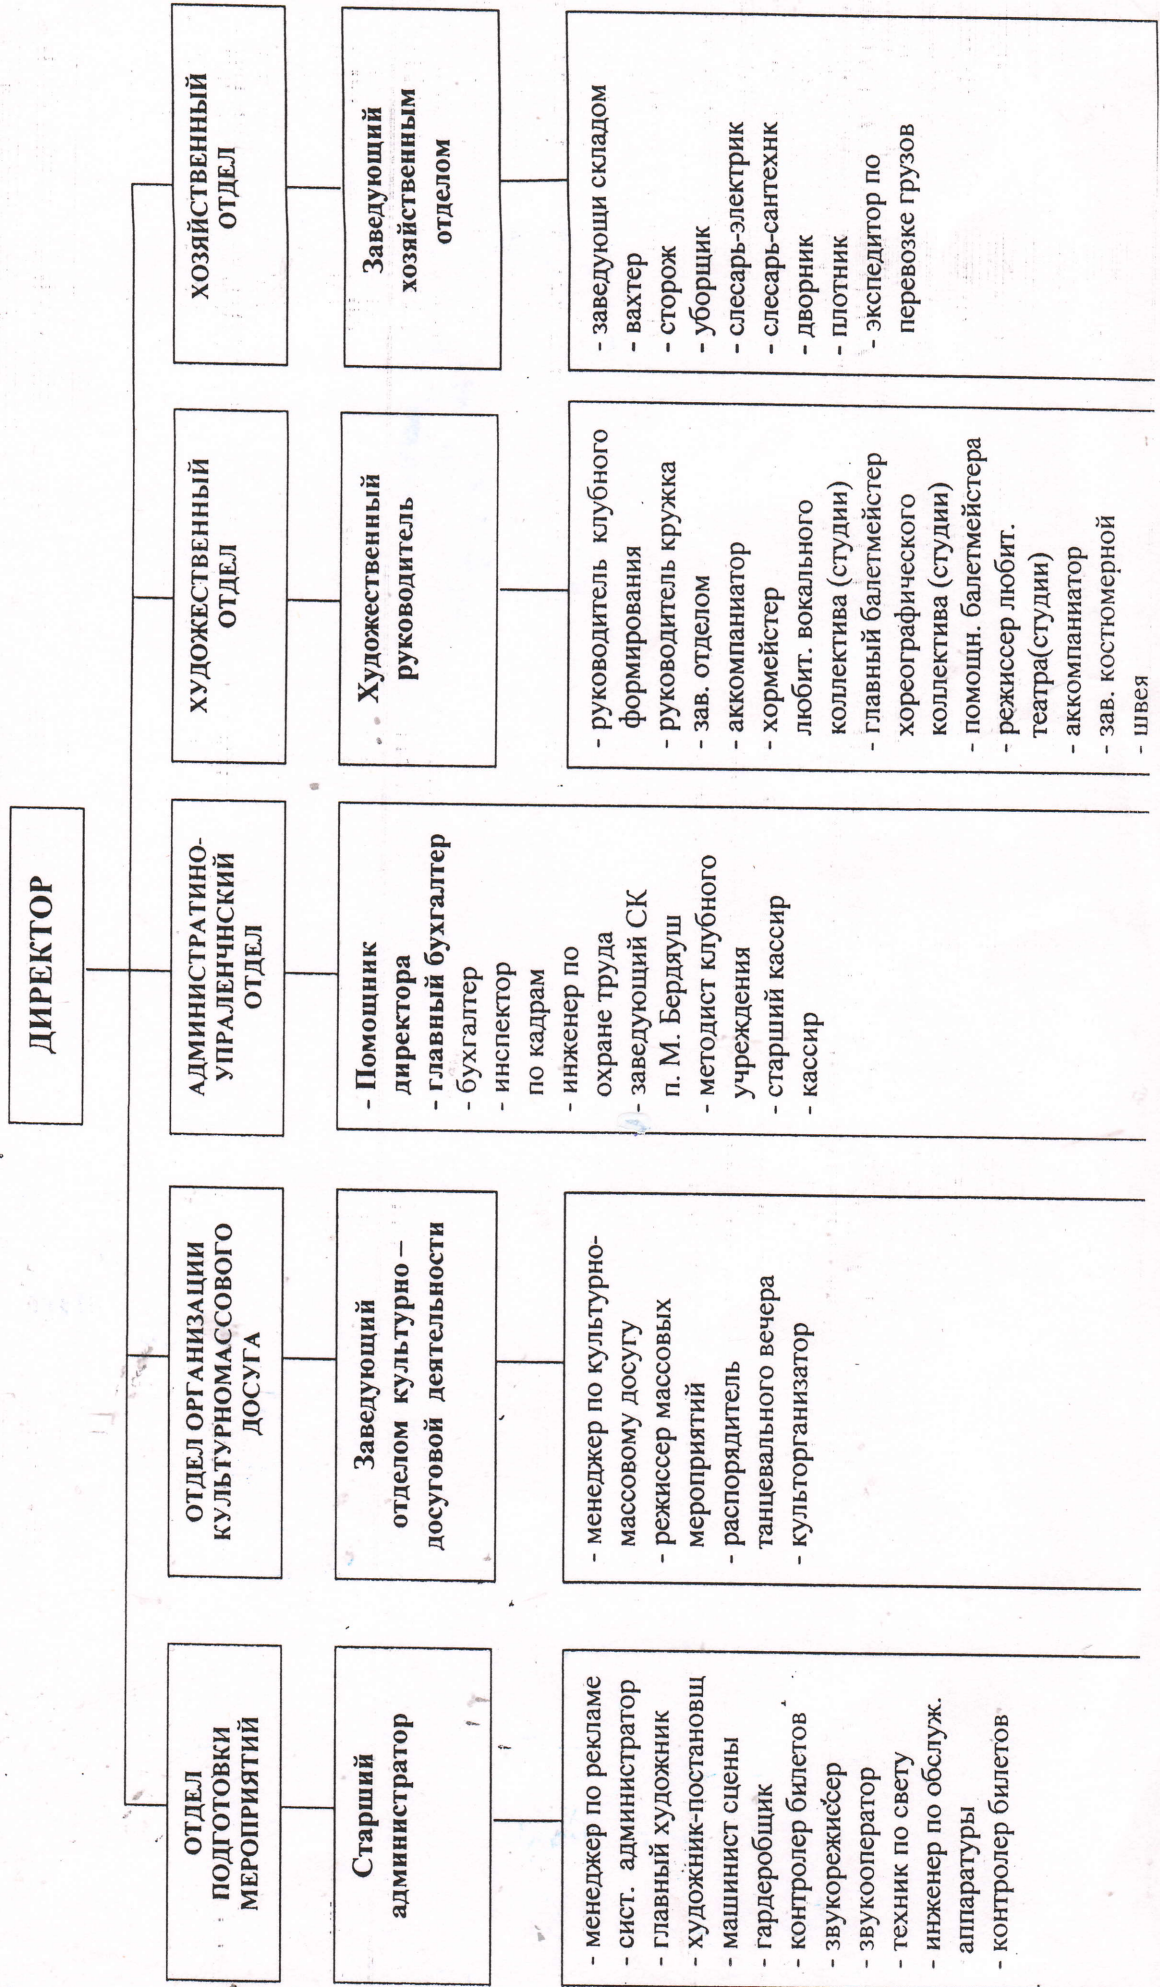 ДИРЕКТОР
ОТДЕЛ
ПОДГОТОВКИ
МЕРОПРИЯТИЙ
Старший
администратор
- менеджер по рекламе
- сист. администратор
- главный художник
- художник-постановщ
- машинист сцены
- гардеробщик
- контролер билетов
- звукорежиссер
- звукооператор
- техник по свету
- инженер по обслуж.
аппаратуры
- контролер билетов
ОТДЕЛ ОРГАНИЗАЦИИ
КУЛЬТУРНОМАССОВОГО
ДОСУГА
Заведующий
отделом культурно –
досуговой деятельности
- менеджер по культурно-
массовому досугу
- режиссер массовых
мероприятий
- распорядитель
танцевального вечера
- культорганизатор
АДМИНИСТРАТИНО-
УПРАЛЕНЧНСКИЙ
ОТДЕЛ
- Помощник
директора
- главный бухгалтер
- бухгалтер
- инспектор
по кадрам
- инженер по
охране труда
- заведующий СК
п. М. Бердяуш
- методист клубного
учреждения
- старший кассир
- кассир
ХУДОЖЕСТВЕННЫЙ
ОТДЕЛ
Художественный
руководитель
- руководитель клубного
формирования
- руководитель кружка
- зав. отделом
- аккомпаниатор
- хормейстер
любит. вокального
коллектива (студии)
- главный балетмейстер
хореографического
коллектива (студии)
- помощн. балетмейстера
- режиссер любит.
театра(студии)
- аккомпаниатор
- зав. костюмерной
- швея
ХОЗЯЙСТВЕННЫЙ
ОТДЕЛ
Заведующий
хозяйственным
отделом
- заведующи складом
- вахтер
- сторож
- уборщик
- слесарь-электрик
- слесарь-сантехнк
- дворник
- плотник
- экспедитор по
перевозке грузов